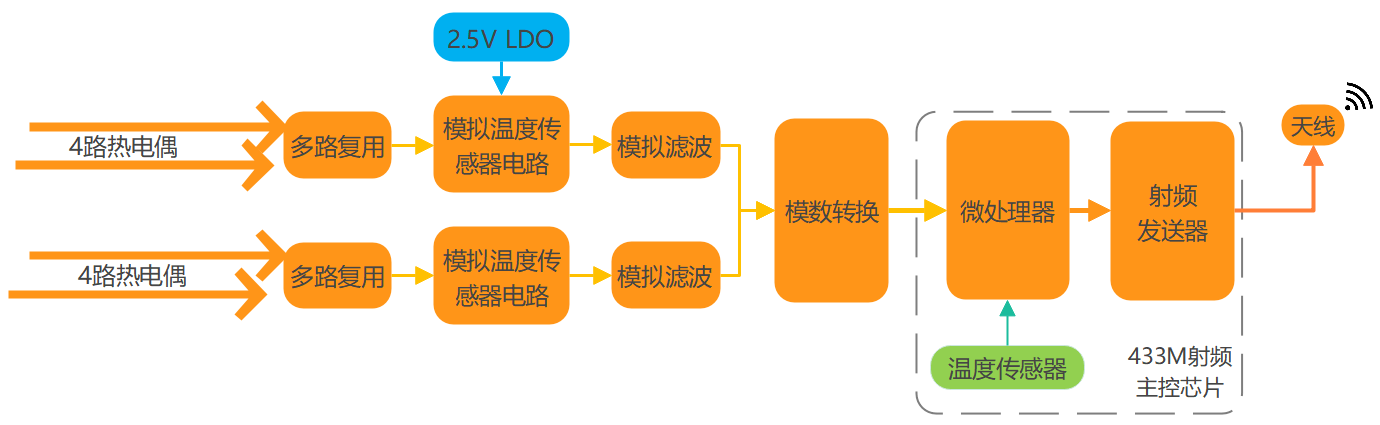 2.5V LDO
4路热电偶
多路复用
模拟温度传
感器电路
模拟滤波
4路热电偶
多路复用
模拟温度传
感器电路
模拟滤波
模数转换
微处理器
射频
发送器
天线
温度传感器
433M射频
主控芯片